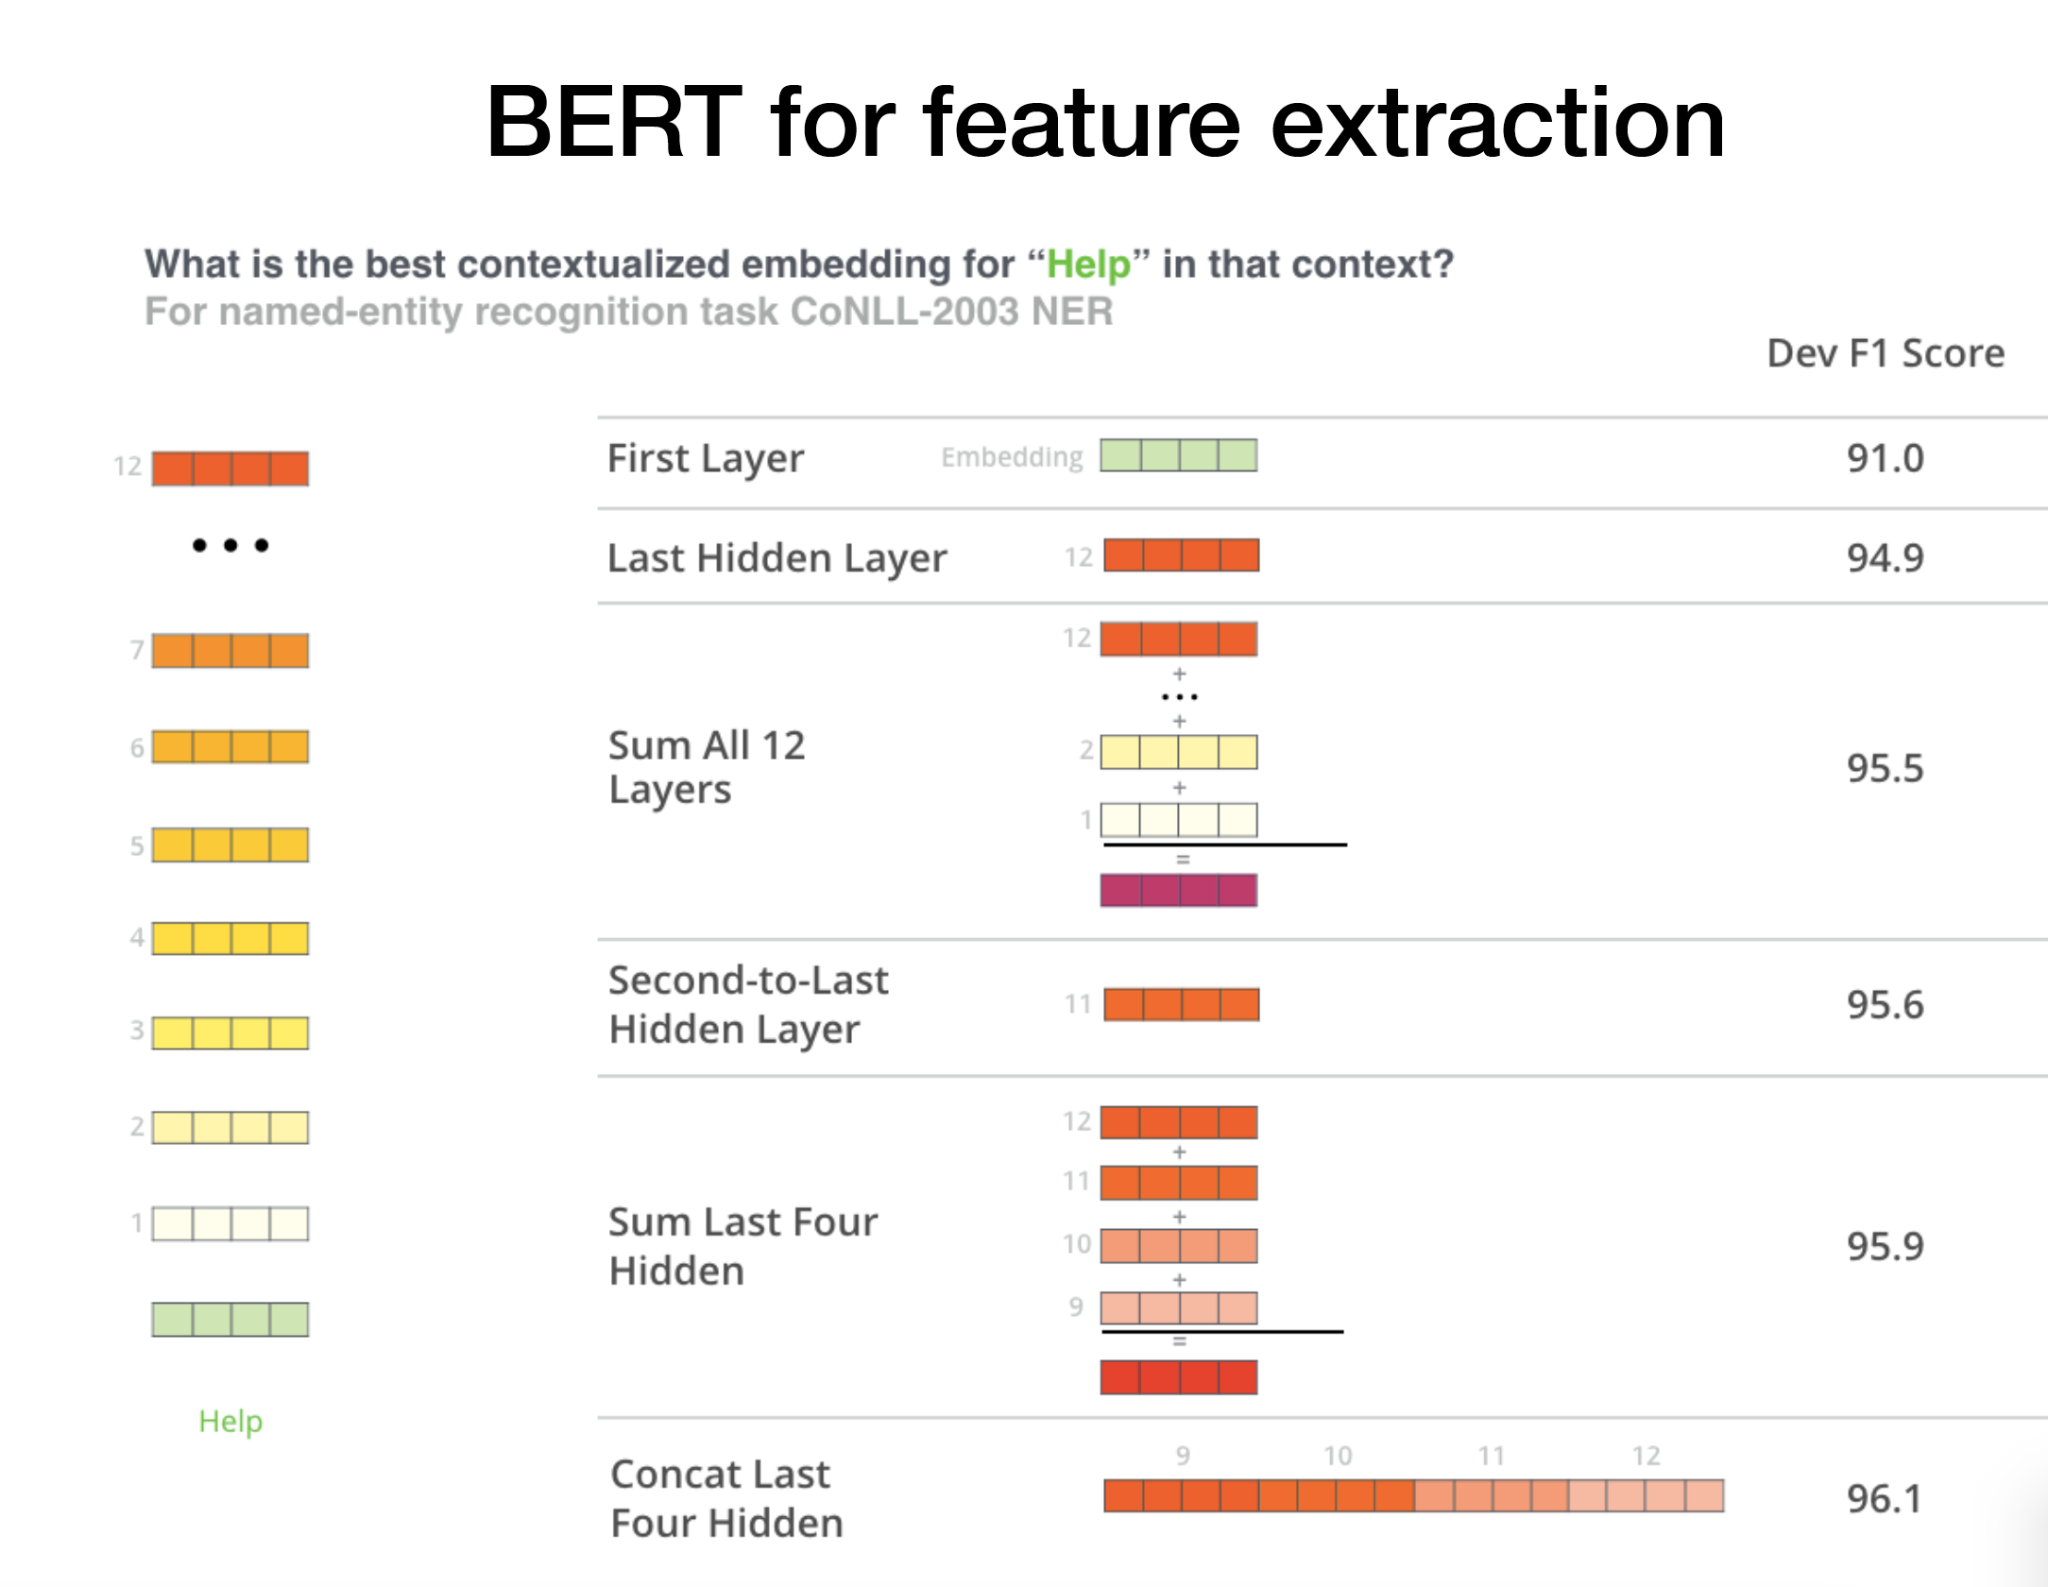 BERT for feature extraction
What is the best contextualized embedding for “Help” in that context?
For named-entity recognition task CoNLL-2003 NER
Dev F1 Score
12
7
6
5
4
3
2
1
Help
First Layer Embedding 91.0
Last Hidden Layer 12 94.9
Sum All 12
Layers
12
+
...
+
2
+
1
=
95.5
Second-to-Last
Hidden Layer
11
95.6
Sum Last Four
Hidden
12
+
11
+
10
+
9
=
95.9
Concat Last
Four Hidden
9 10 11 12
96.1